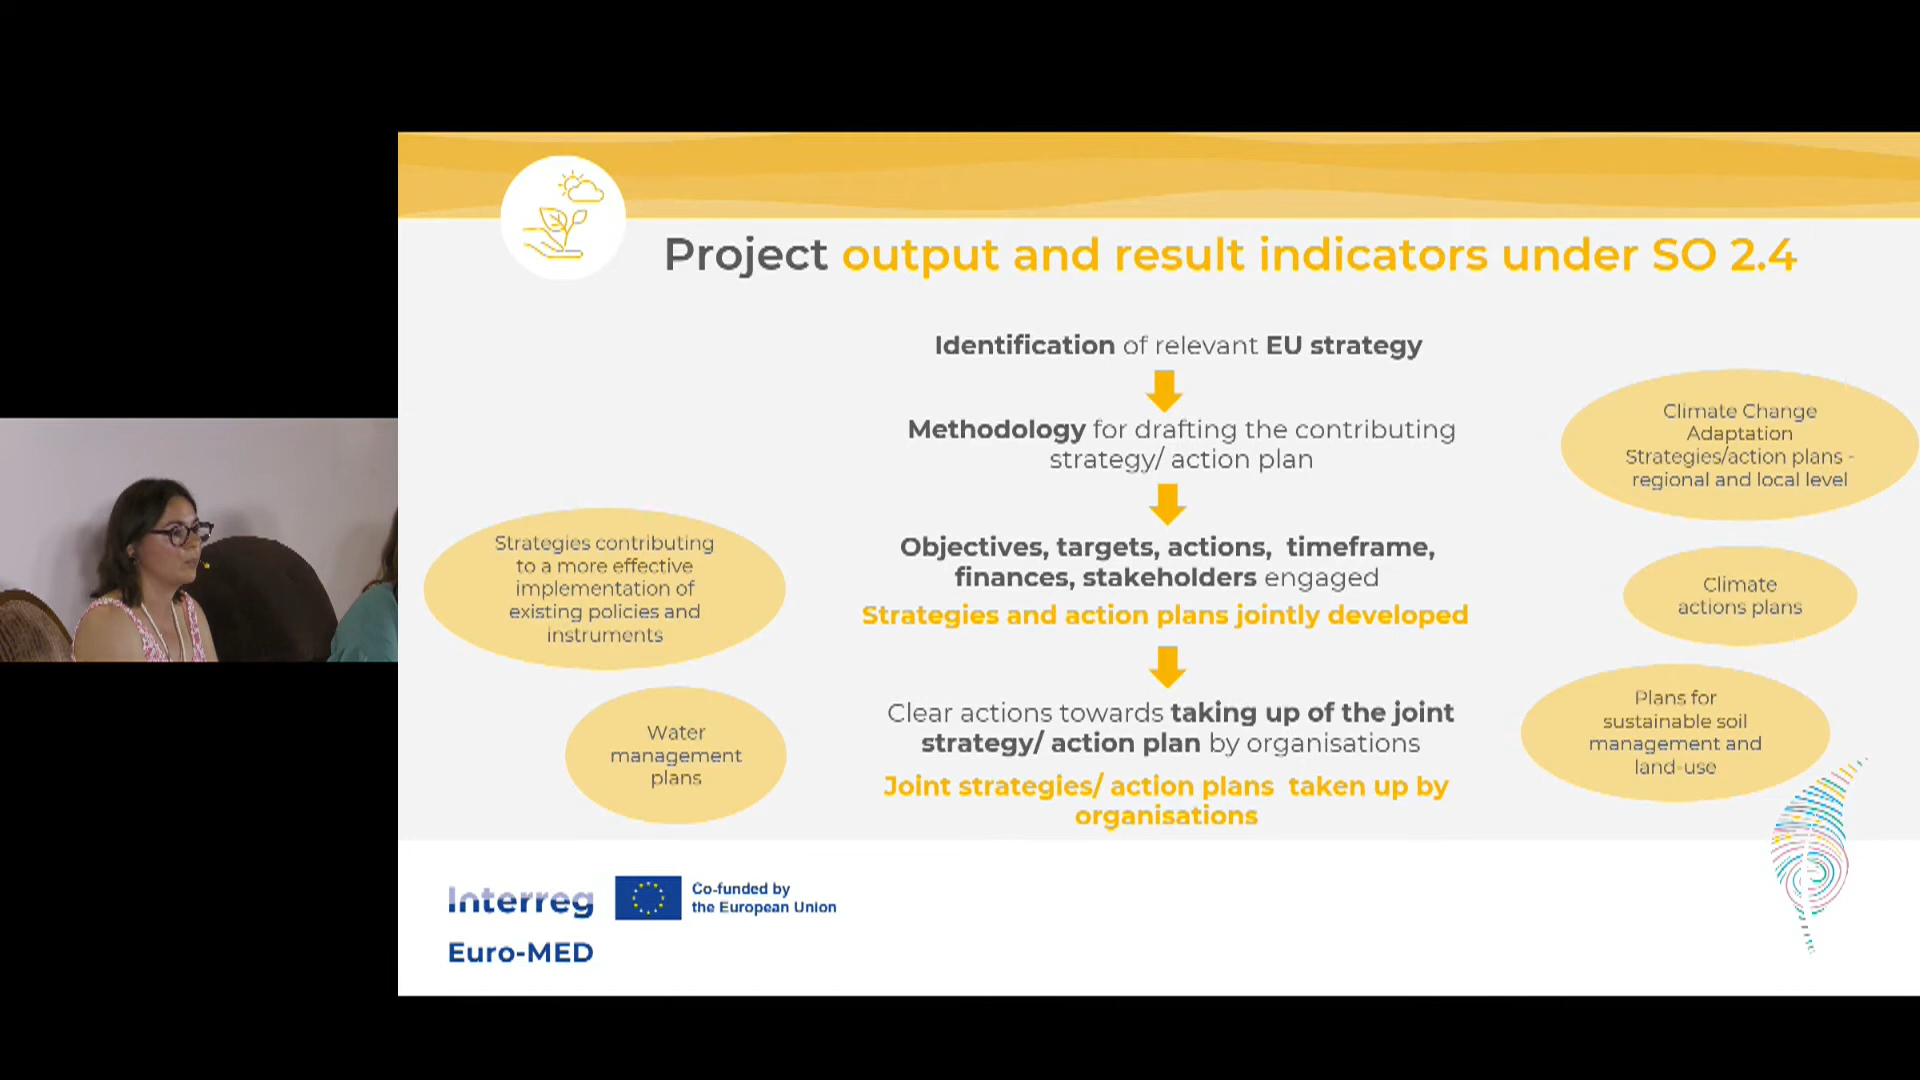 Project output and result indicators under SO 2.4
Identification of relevant EU strategy
Methodology for drafting the contributing
strategy/ action plan
Objectives, targets, actions, timeframe,
finances, stakeholders engaged
Strategies and action plans jointly developed
Clear actions towards taking up of the joint
strategy/ action plan by organisations
Joint strategies/ action plans taken up by
organisations
Strategies contributing
to a more effective
implementation of
existing policies and
instruments
Water
management
plans
Climate Change
Adaptation
Strategies/action plans -
regional and local level
Climate
actions plans
Plans for
sustainable soil
management and
land-use
Interreg
Co-funded by
the European Union
Euro-MED